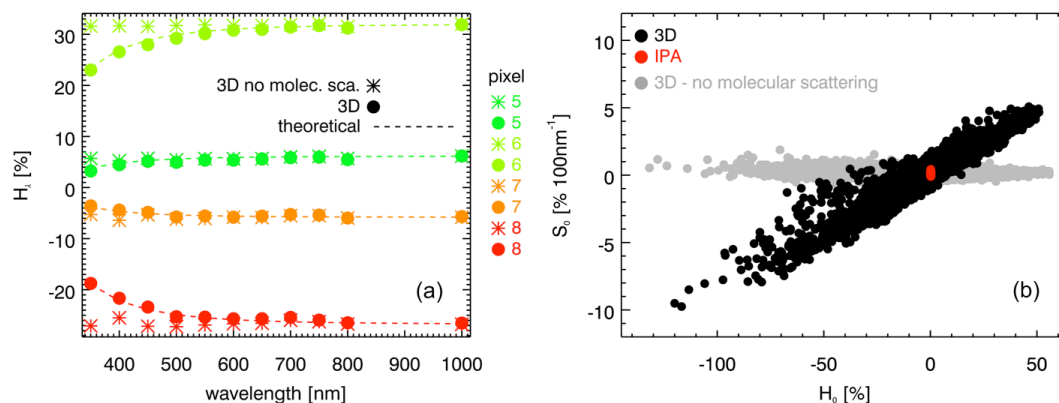 30
20
10
0
-10
-20
H_λ [%]
3D no molec. sca.
3D
theoretical
(a)
400 500 600 700 800 900 1000
wavelength [nm]
pixel
5
5
6
6
7
7
8
8
10
5
0
-5
-10
S_0 [% 100nm⁻¹]
3D
IPA
3D - no molecular scattering
(b)
-100 -50 0 50
H_0 [%]